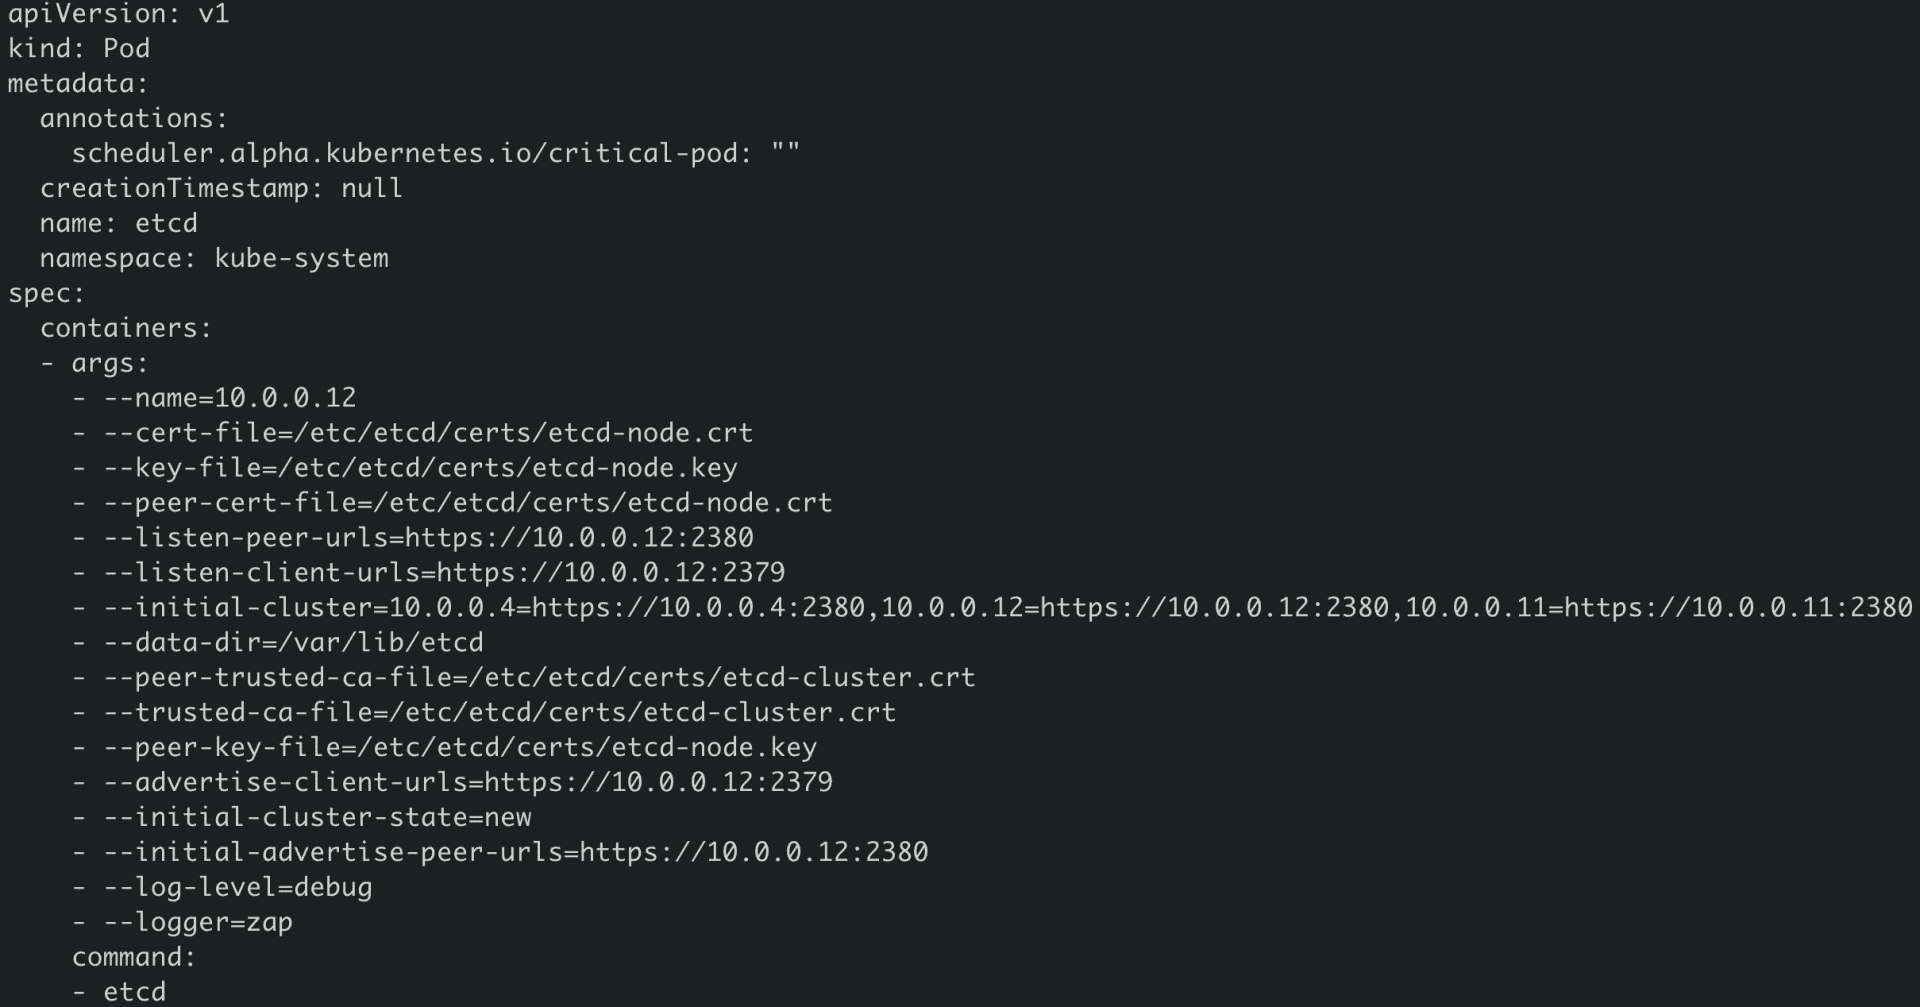 apiVersion: v1
kind: Pod
metadata:
  annotations:
    scheduler.alpha.kubernetes.io/critical-pod: ""
  creationTimestamp: null
  name: etcd
  namespace: kube-system
spec:
  containers:
  - args:
    - --name=10.0.0.12
    - --cert-file=/etc/etcd/certs/etcd-node.crt
    - --key-file=/etc/etcd/certs/etcd-node.key
    - --peer-cert-file=/etc/etcd/certs/etcd-node.crt
    - --listen-peer-urls=https://10.0.0.12:2380
    - --listen-client-urls=https://10.0.0.12:2379
    - --initial-cluster=10.0.0.4=https://10.0.0.4:2380,10.0.0.12=https://10.0.0.12:2380,10.0.0.11=https://10.0.0.11:2380
    - --data-dir=/var/lib/etcd
    - --peer-trusted-ca-file=/etc/etcd/certs/etcd-cluster.crt
    - --trusted-ca-file=/etc/etcd/certs/etcd-cluster.crt
    - --peer-key-file=/etc/etcd/certs/etcd-node.key
    - --advertise-client-urls=https://10.0.0.12:2379
    - --initial-cluster-state=new
    - --initial-advertise-peer-urls=https://10.0.0.12:2380
    - --log-level=debug
    - --logger=zap
    command:
    - etcd